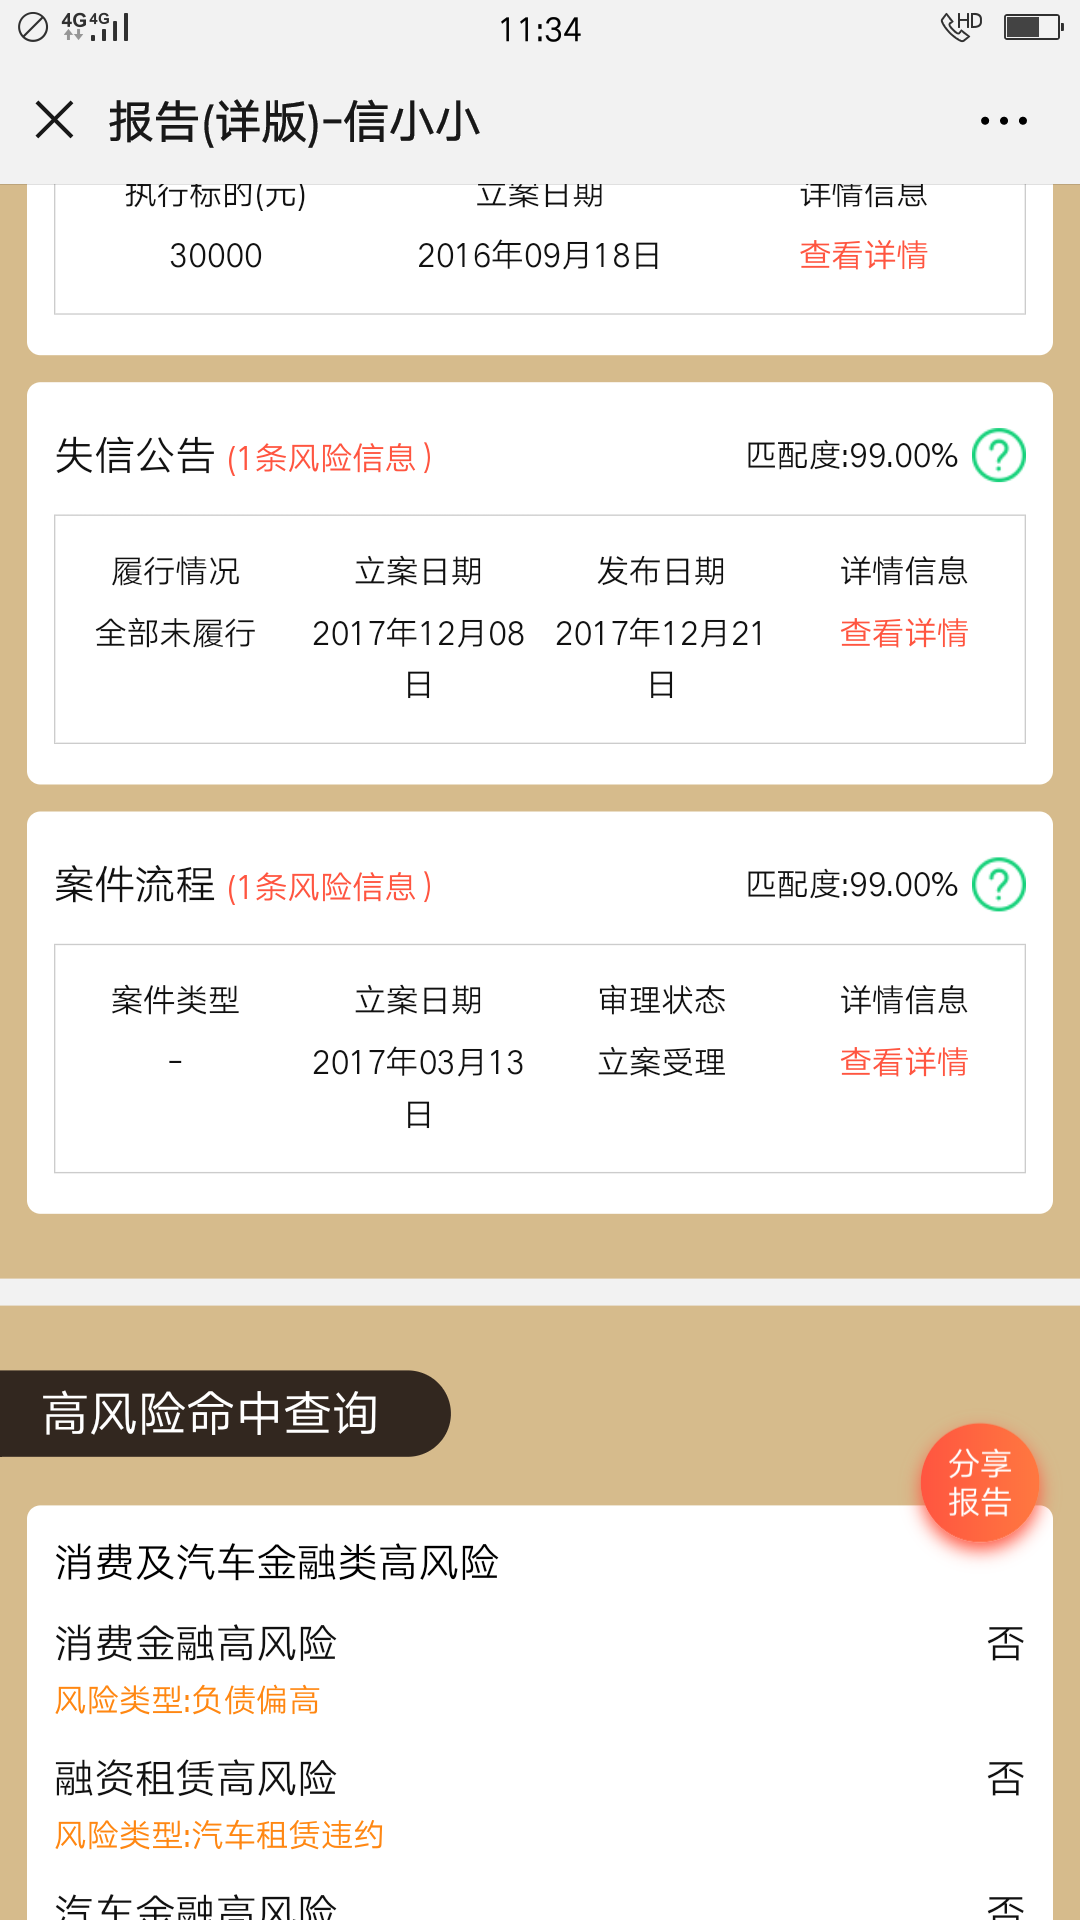 4G 4G 11:34 HD
报告(详版)-信小小
执行标的(元) 立案日期 详情信息
30000 2016年09月18日 查看详情
失信公告 (1条风险信息) 匹配度:99.00% ?
履行情况 立案日期 发布日期 详情信息
全部未履行 2017年12月08 2017年12月21 查看详情
日 日
案件流程 (1条风险信息) 匹配度:99.00% ?
案件类型 立案日期 审理状态 详情信息
- 2017年03月13 立案受理 查看详情
日
高风险命中查询
分享
报告
消费及汽车金融类高风险
消费金融高风险 否
风险类型:负债偏高
融资租赁高风险 否
风险类型:汽车租赁违约
汽车金融高风险 否